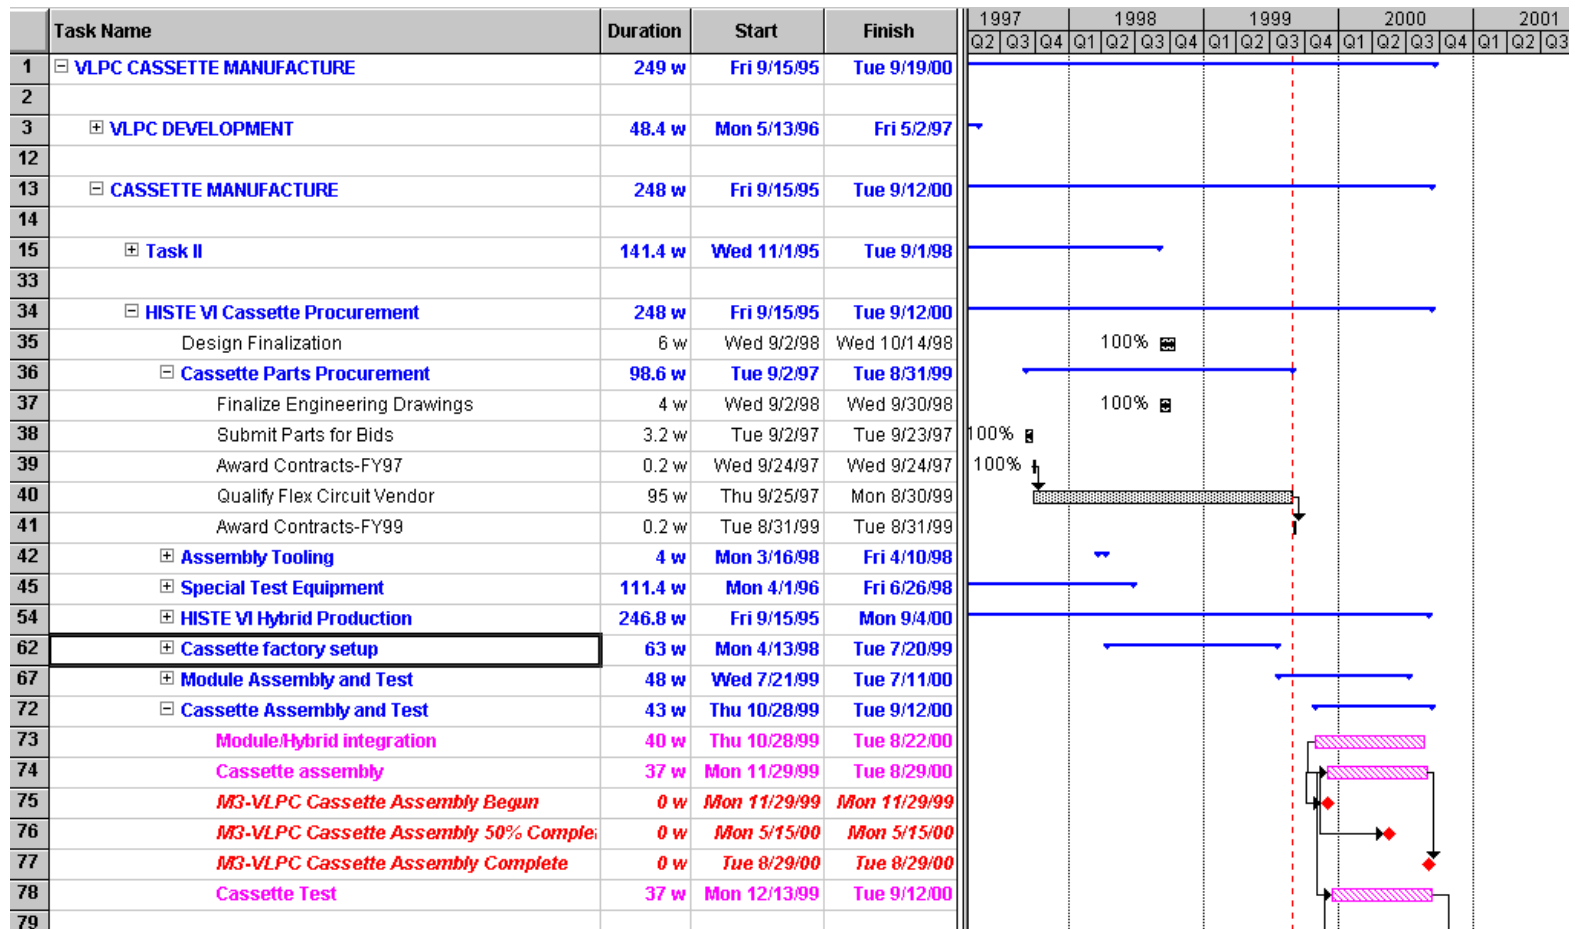 Task Name Duration Start Finish 1997 1998 1999 2000 2001
Q2 Q3 Q4 Q1 Q2 Q3 Q4 Q1 Q2 Q3 Q4 Q1 Q2 Q3 Q4 Q1 Q2 Q3
1 VLPC CASSETTE MANUFACTURE 249 w Fri 9/15/95 Tue 9/19/00
2
3 VLPC DEVELOPMENT 48.4 w Mon 5/13/96 Fri 5/2/97
12
13 CASSETTE MANUFACTURE 248 w Fri 9/15/95 Tue 9/12/00
14
15 Task II 141.4 w Wed 11/1/95 Tue 9/1/98
33
34 HISTE VI Cassette Procurement 248 w Fri 9/15/95 Tue 9/12/00
35 Design Finalization 6 w Wed 9/2/98 Wed 10/14/98 100%
36 Cassette Parts Procurement 98.6 w Tue 9/2/97 Tue 8/31/99
37 Finalize Engineering Drawings 4 w Wed 9/2/98 Wed 9/30/98 100%
38 Submit Parts for Bids 3.2 w Tue 9/2/97 Tue 9/23/97 100%
39 Award Contracts-FY97 0.2 w Wed 9/24/97 Wed 9/24/97 100%
40 Qualify Flex Circuit Vendor 95 w Thu 9/25/97 Mon 8/30/99
41 Award Contracts-FY99 0.2 w Tue 8/31/99 Tue 8/31/99
42 Assembly Tooling 4 w Mon 3/16/98 Fri 4/10/98
45 Special Test Equipment 111.4 w Mon 4/1/96 Fri 6/26/98
54 HISTE VI Hybrid Production 246.8 w Fri 9/15/95 Mon 9/4/00
62 Cassette factory setup 63 w Mon 4/13/98 Tue 7/20/99
67 Module Assembly and Test 48 w Wed 7/21/99 Tue 7/11/00
72 Cassette Assembly and Test 43 w Thu 10/28/99 Tue 9/12/00
73 Module/Hybrid integration 40 w Thu 10/28/99 Tue 8/22/00
74 Cassette assembly 37 w Mon 11/29/99 Tue 8/29/00
75 M3-VLPC Cassette Assembly Begun 0 w Mon 11/29/99 Mon 11/29/99
76 M3-VLPC Cassette Assembly 50% Complet 0 w Mon 5/15/00 Mon 5/15/00
77 M3-VLPC Cassette Assembly Complete 0 w Tue 8/29/00 Tue 8/29/00
78 Cassette Test 37 w Mon 12/13/99 Tue 9/12/00
79